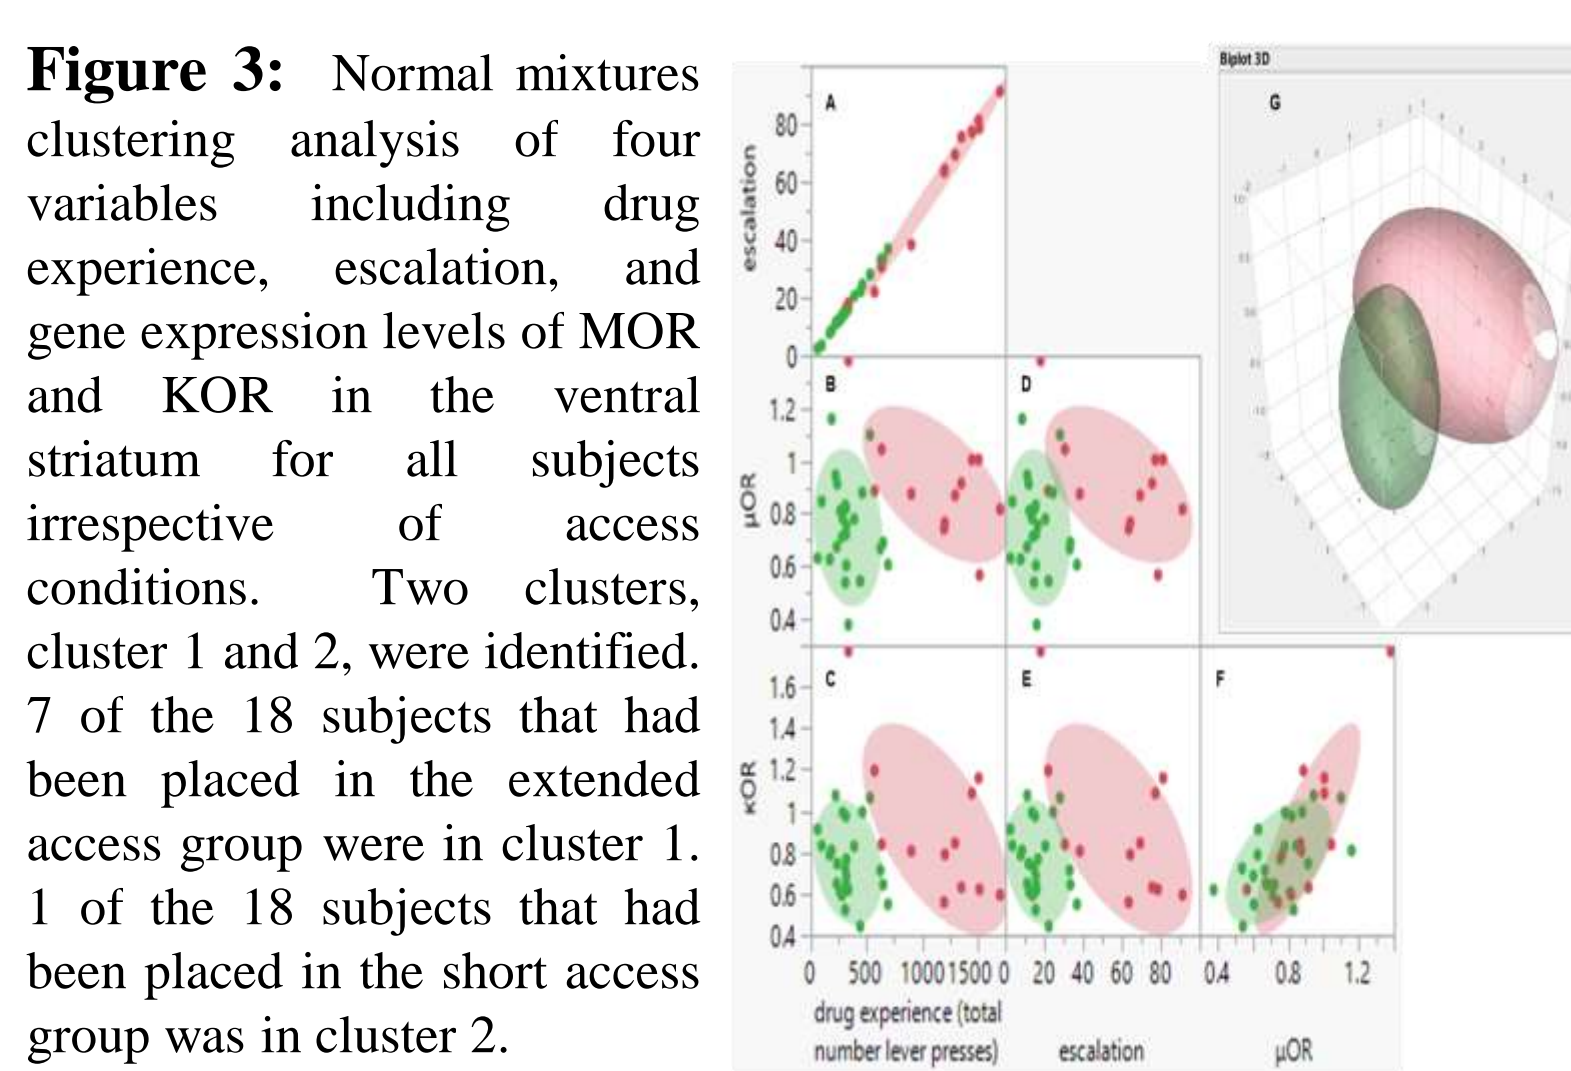 Figure 3: Normal mixtures
clustering analysis of four
variables including drug
experience, escalation, and
gene expression levels of MOR
and KOR in the ventral
striatum for all subjects
irrespective of access
conditions. Two clusters,
cluster 1 and 2, were identified.
7 of the 18 subjects that had
been placed in the extended
access group were in cluster 1.
1 of the 18 subjects that had
been placed in the short access
group was in cluster 2.
Biplot 3D
A
G
escalation
80
60
40
20
0
B
D
µOR
1.2
1
0.8
0.6
0.4
C
E
F
κOR
1.6
1.4
1.2
1
0.8
0.6
0.4
0 500 1000 1500 0 20 40 60 80 0.4 0.8 1.2
drug experience (total
number lever presses)
escalation
µOR